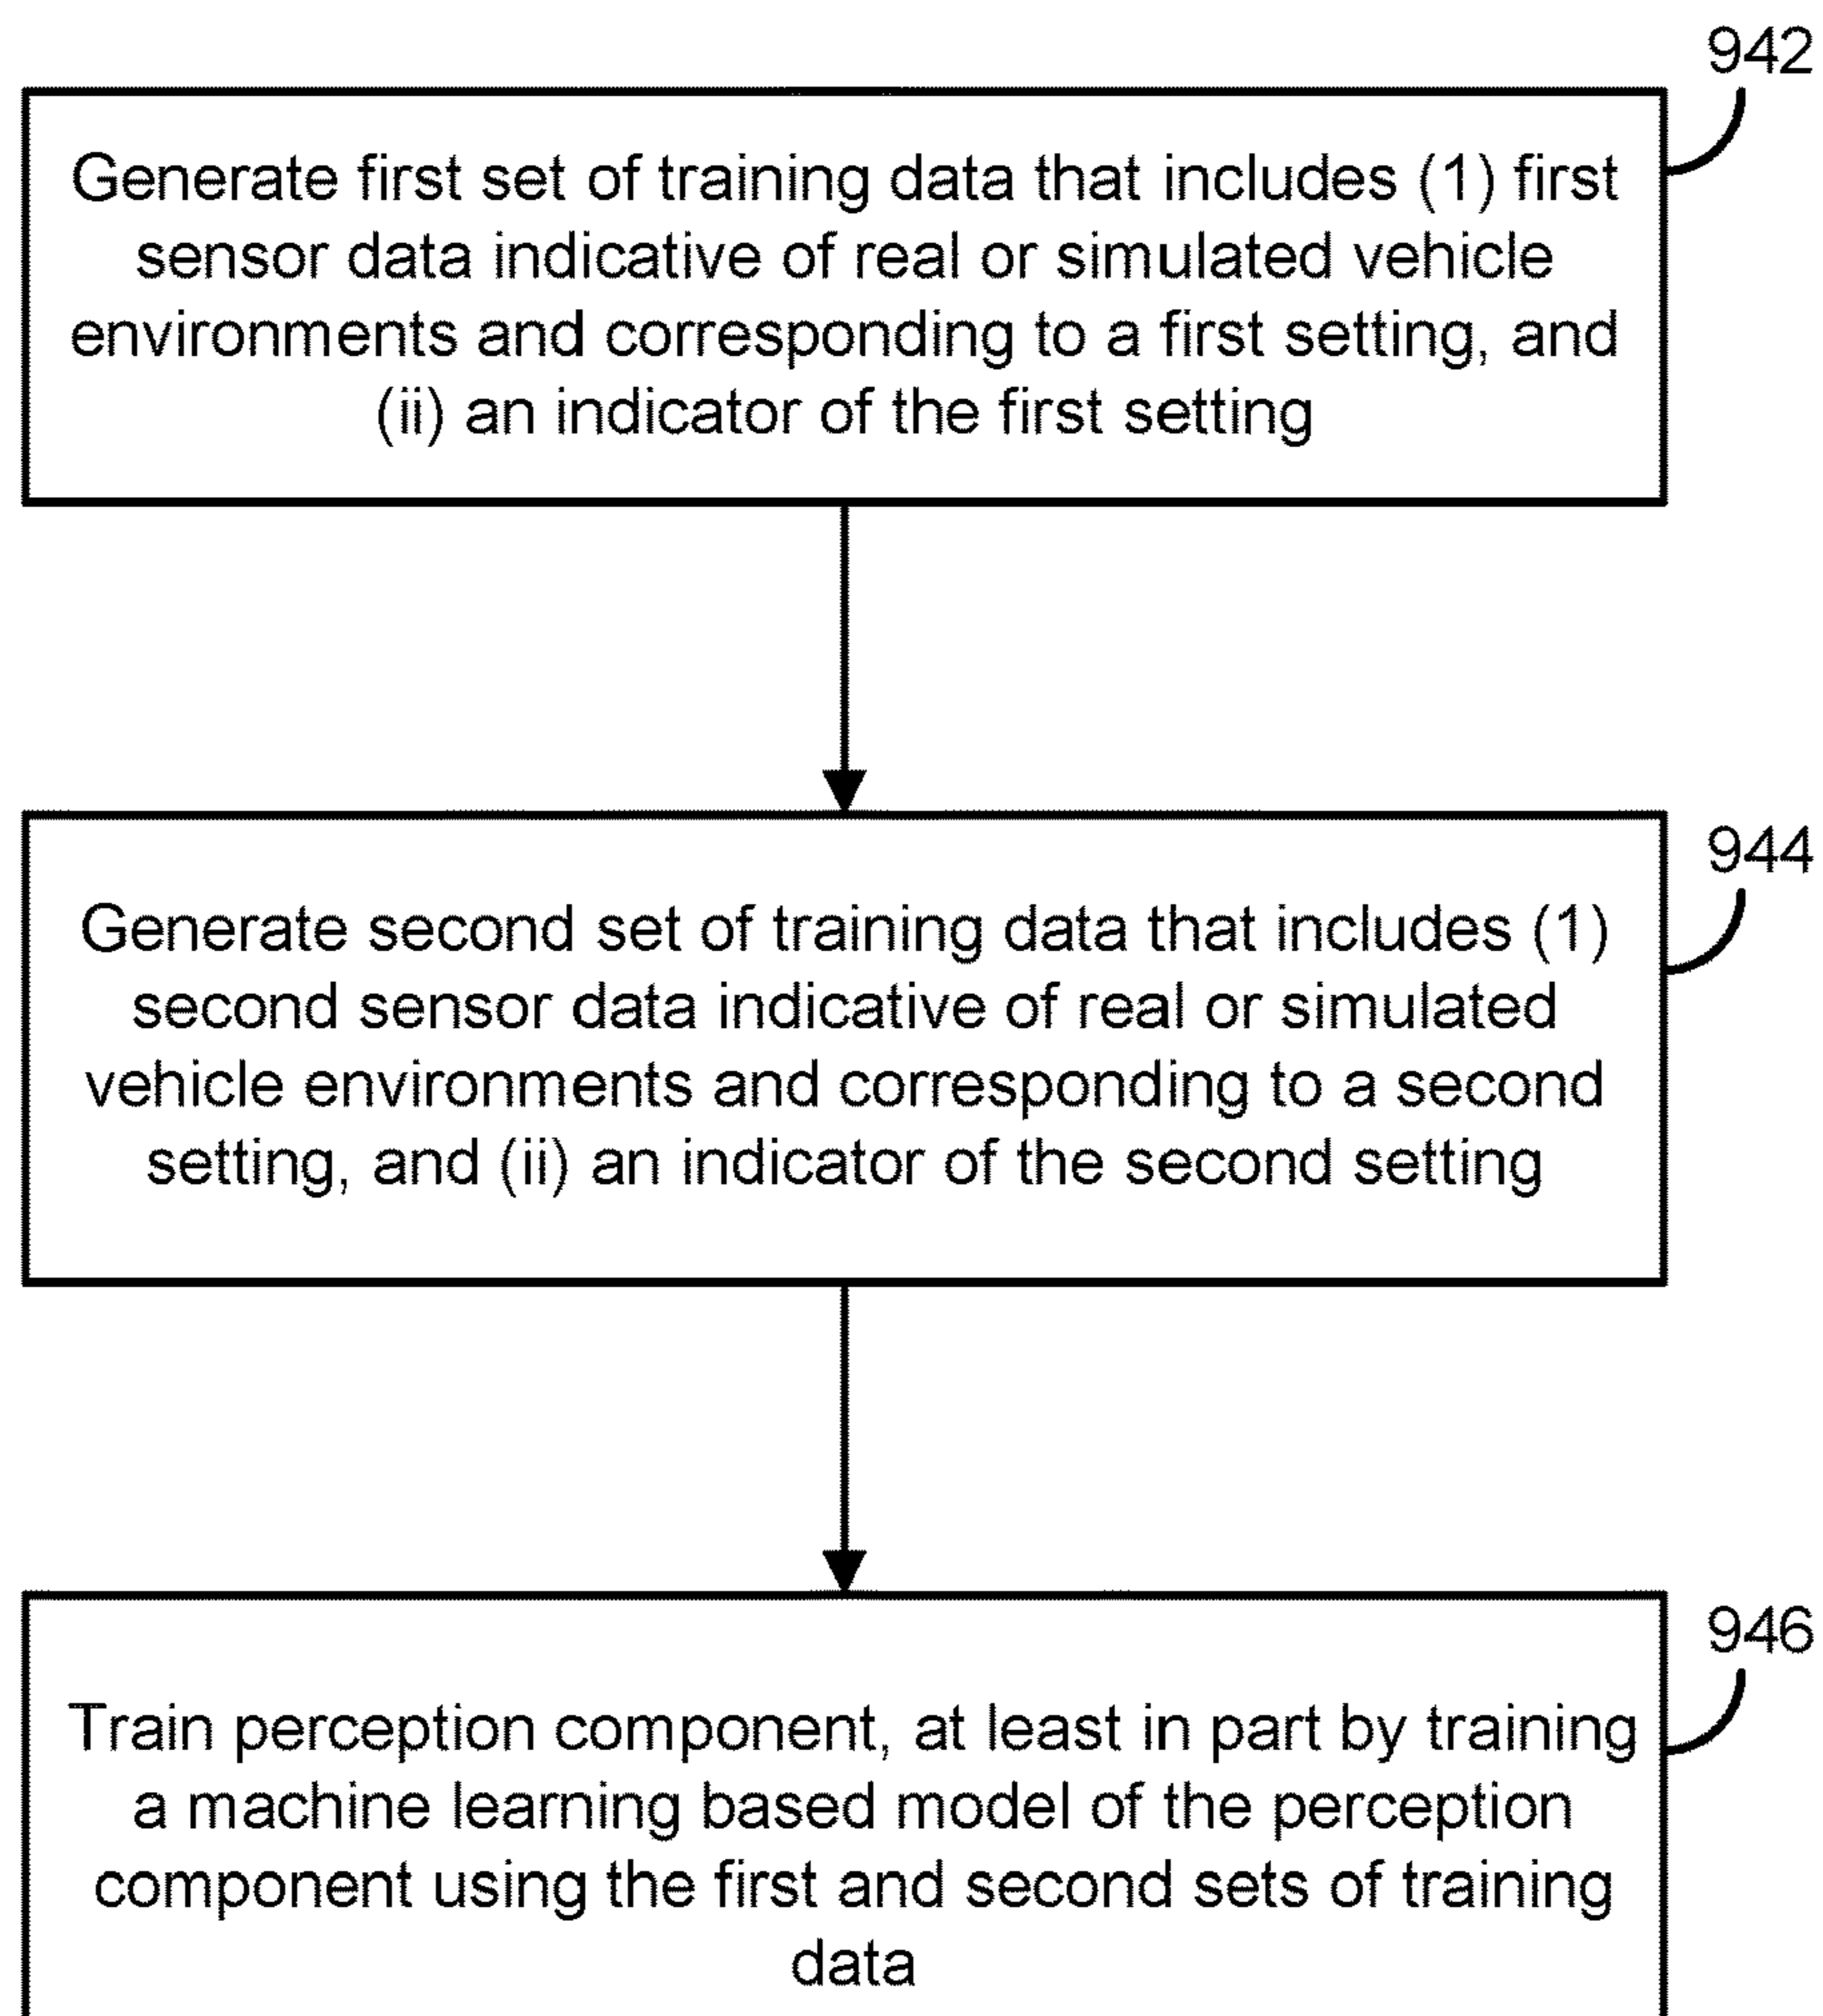 942
Generate first set of training data that includes (1) first
sensor data indicative of real or simulated vehicle
environments and corresponding to a first setting, and
(ii) an indicator of the first setting
944
Generate second set of training data that includes (1)
second sensor data indicative of real or simulated
vehicle environments and corresponding to a second
setting, and (ii) an indicator of the second setting
946
Train perception component, at least in part by training
a machine learning based model of the perception
component using the first and second sets of training
data